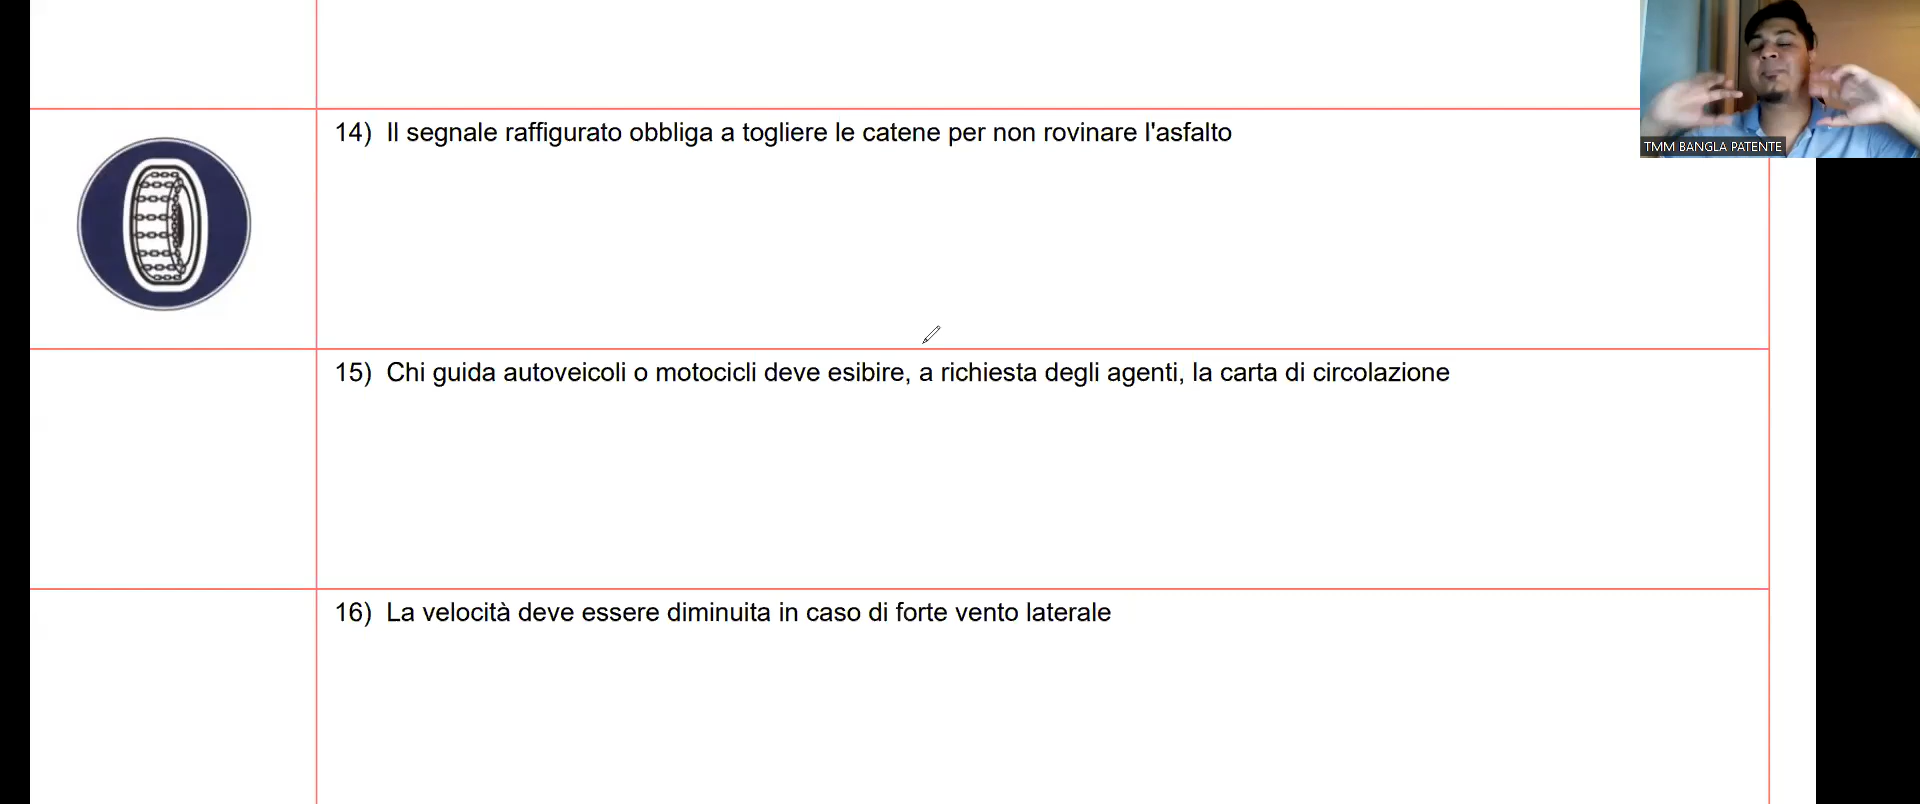 14) Il segnale raffigurato obbliga a togliere le catene per non rovinare l'asfalto
TMM BANGLA PATENTE
15) Chi guida autoveicoli o motocicli deve esibire, a richiesta degli agenti, la carta di circolazione
16) La velocità deve essere diminuita in caso di forte vento laterale